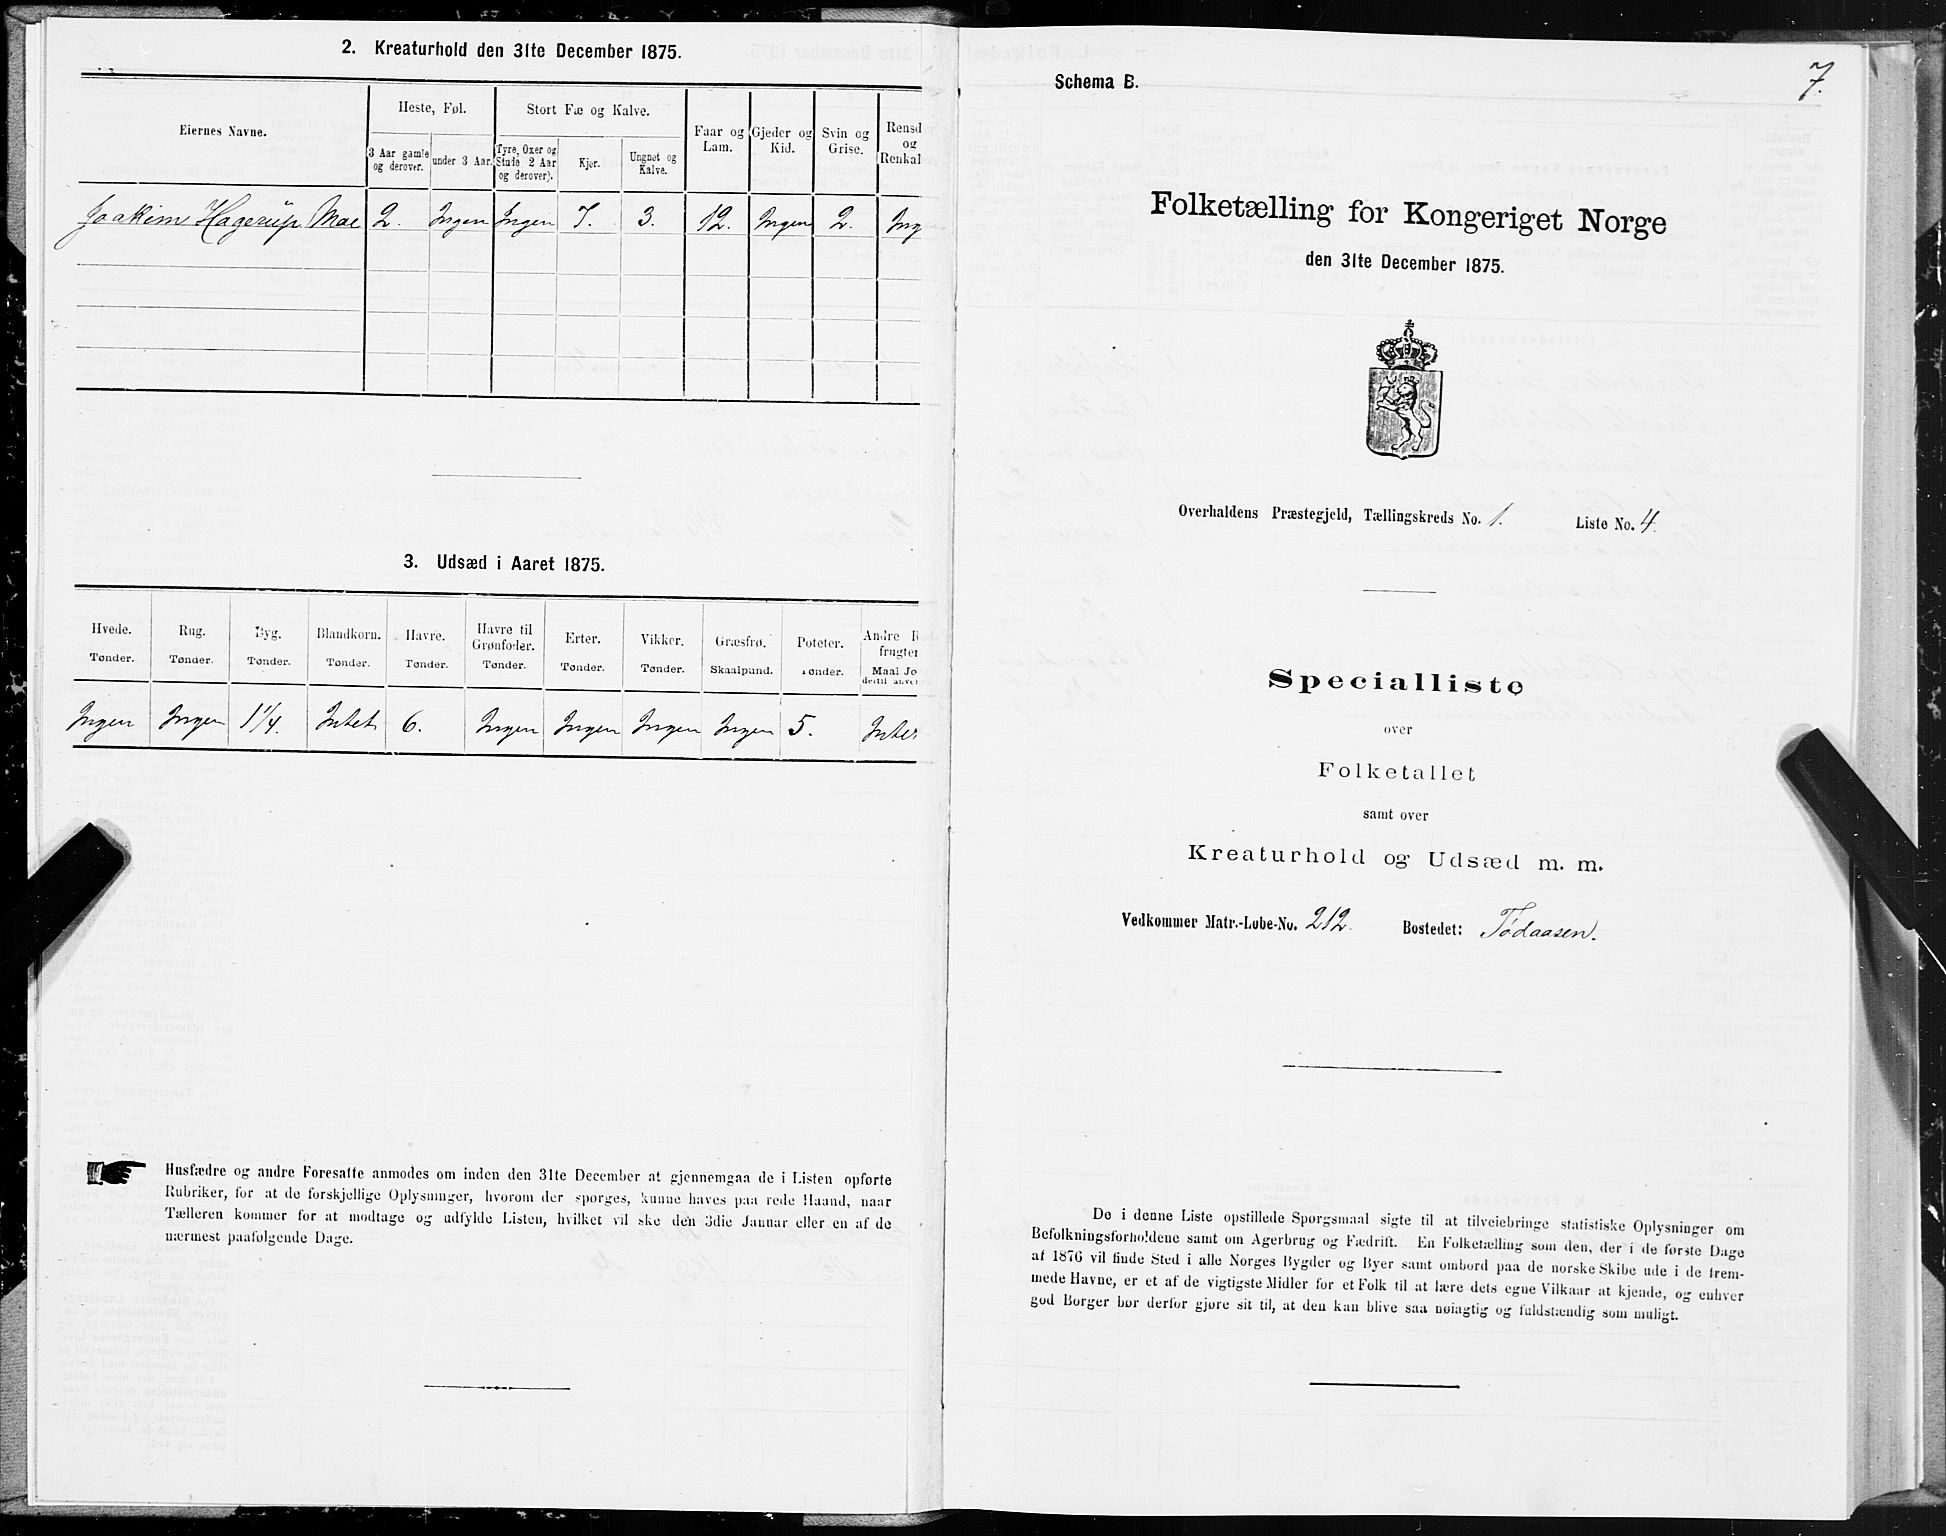 2. Kreaturhold den 31te December 1875.
Eiernes Navne.
Heste, Føl.
Stort Fæ og Kalve.
Faar og Lam.
Gjeder og Kid.
Svin og Grise.
Rensd
og
Renkal
3 Aar gamle og derover.
under 3 Aar.
Tyre, Oxer og Stude 2 Aar og derover).
Kjør.
Ungnøt og Kalve.
Joakim Hagerup Moe 2. Ingen Ingen 7. 3. 12. Ingen 2. Ing
3. Udsæd i Aaret 1875.
Hvede. Rug. Byg. Blandkorn. Havre. Havre til Grønfoder. Erter. Vikker. Græsfrø. Poteter. Andre R
frugter
Tønder. Tønder. Tønder. Tønder. Tønder. Tønder. Tønder. Tønder. Skaalpund. Tønder. Maal Jo
dertil anve
Ingen Ingen 1 1/4. Intet 6. Ingen Ingen Ingen Ingen 5. Intet
Husfædre og andre Foresatte anmodes om inden den 31te December at gjennemgaa de i Listen opførte
Rubriker, for at de forskjellige Oplysninger, hvorom der spørges, kunne haves paa rede Haand, naar
Tælleren kommer for at modtage og udfylde Listen, hvilket vil ske den 3die Januar eller en af de
nærmest paafølgende Dage.
7.
Schema B.
Folketælling for Kongeriget Norge
den 31te December 1875.
Overhaldens Præstegjeld, Tællingskreds No. 1. Liste No. 4.
Specialliste
over
Folketallet
samt over
Kreaturhold og Udsæd m. m.
Vedkommer Matr.-Løbe-No. 212. Bostedet: Tødaasen.
De i denne Liste opstillede Spørgsmaal sigte til at tilveiebringe statistiske Oplysninger om
Befolkningsforholdene samt om Agerbrug og Fædrift. En Folketælling som den, der i de første Dage
af 1876 vil finde Sted i alle Norges Bygder og Byer samt ombord paa de norske Skibe ude i de frem-
mede Havne, er et af de vigtigste Midler for et Folk til at lære dets egne Vilkaar at kjende, og enhver
god Borger bør derfor gjøre sit til, at den kan blive saa nøiagtig og fuldstændig som muligt.